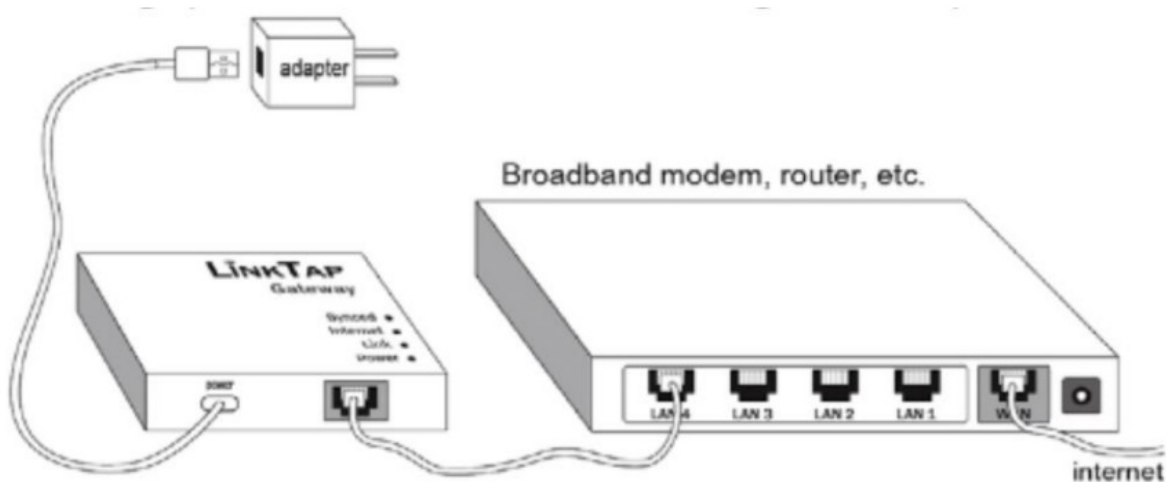 adapter
Broadband modem, router, etc.
LINKTAP
Gateway
Synced
Internet
Link
Power
LAN 4
LAN 3
LAN 2
LAN 1
WAN
internet